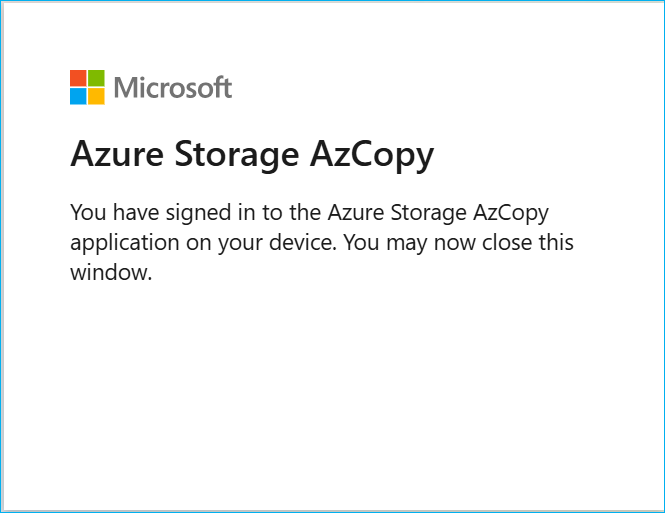 Microsoft
Azure Storage AzCopy
You have signed in to the Azure Storage AzCopy
application on your device. You may now close this
window.